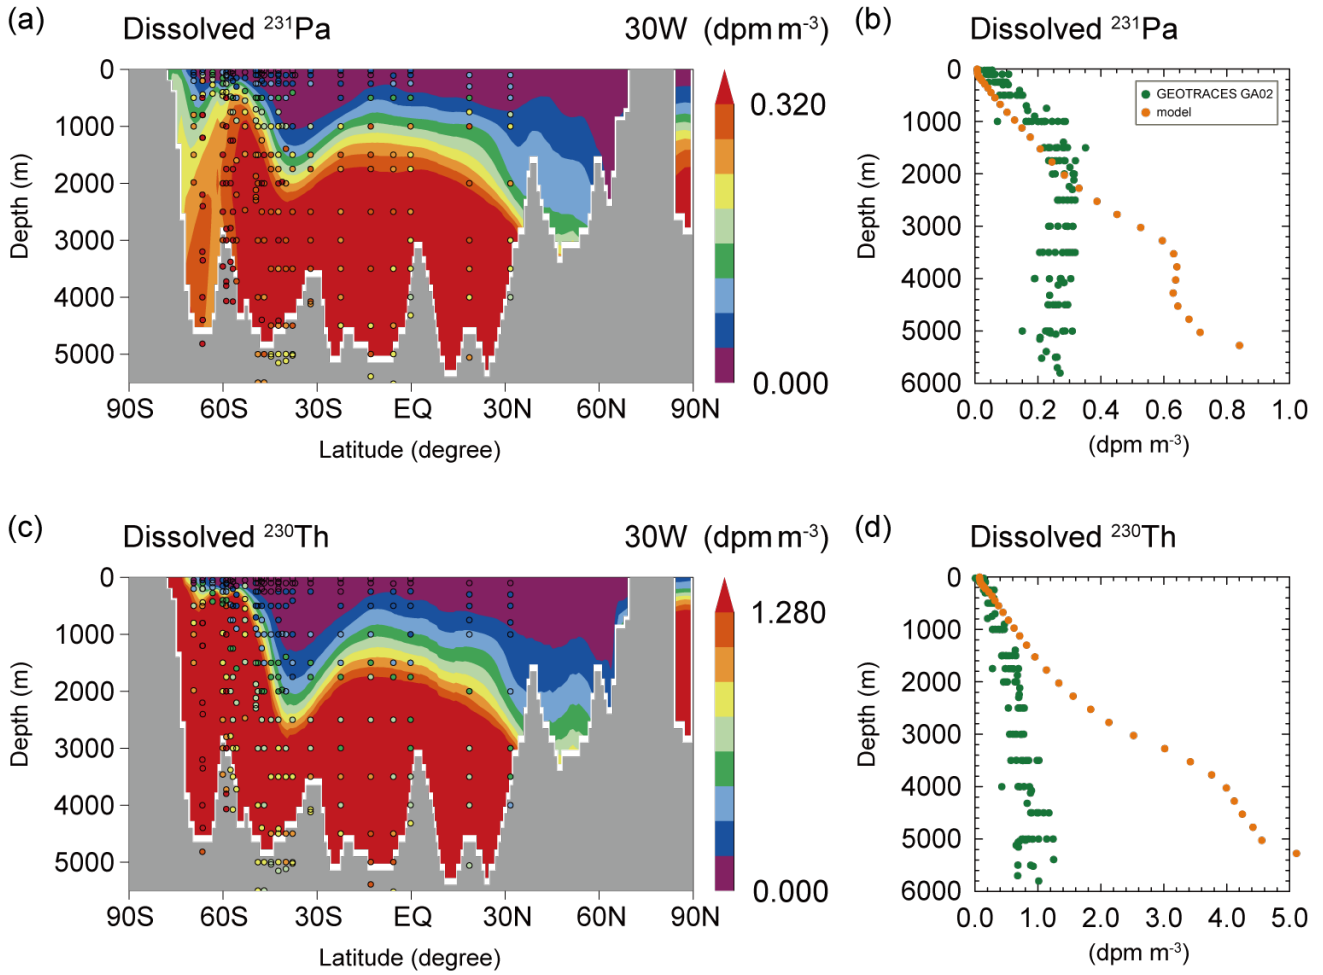 (a) Dissolved ²³¹Pa 30W (dpm m⁻³)
0
1000
2000
3000
4000
5000
Depth (m)
90S 60S 30S EQ 30N 60N 90N
Latitude (degree)
0.320
0.000
(b) Dissolved ²³¹Pa
0
1000
2000
3000
4000
5000
6000
Depth (m)
GEOTRACES GA02
model
0.0 0.2 0.4 0.6 0.8 1.0
(dpm m⁻³)
(c) Dissolved ²³⁰Th 30W (dpm m⁻³)
0
1000
2000
3000
4000
5000
Depth (m)
90S 60S 30S EQ 30N 60N 90N
Latitude (degree)
1.280
0.000
(d) Dissolved ²³⁰Th
0
1000
2000
3000
4000
5000
6000
Depth (m)
0.0 1.0 2.0 3.0 4.0 5.0
(dpm m⁻³)